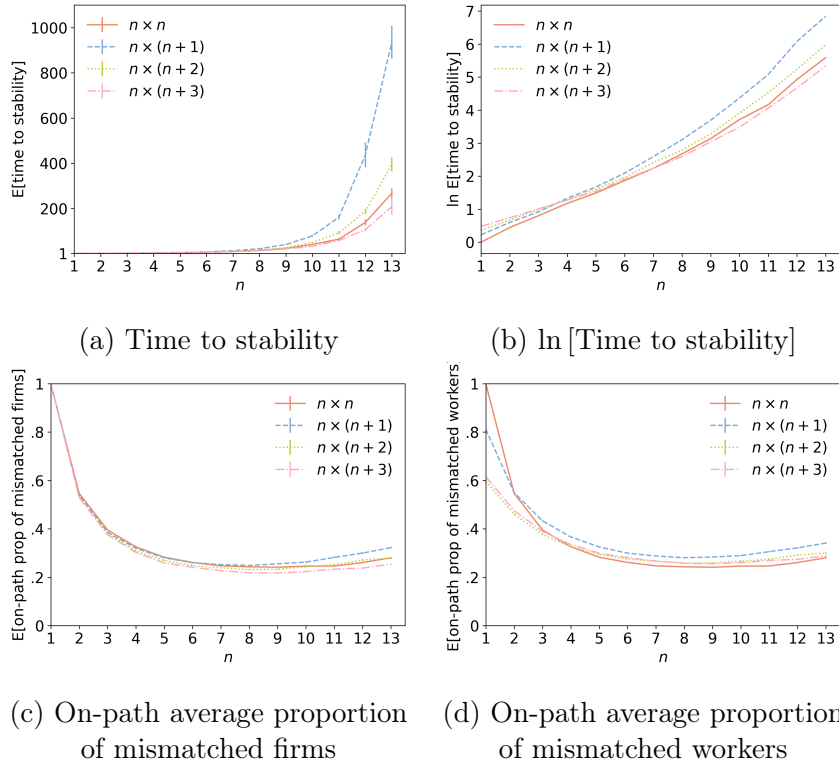 E[time to stability]
1000
800
600
400
200
1
n × n
n × (n + 1)
n × (n + 2)
n × (n + 3)
1 2 3 4 5 6 7 8 9 10 11 12 13
n
(a) Time to stability
ln E[time to stability]
7
6
5
4
3
2
1
0
n × n
n × (n + 1)
n × (n + 2)
n × (n + 3)
1 2 3 4 5 6 7 8 9 10 11 12 13
n
(b) ln [Time to stability]
E[on-path prop of mismatched firms]
1
.8
.6
.4
.2
0
n × n
n × (n + 1)
n × (n + 2)
n × (n + 3)
1 2 3 4 5 6 7 8 9 10 11 12 13
n
(c) On-path average proportion
of mismatched firms
E[on-path prop of mismatched workers]
1
.8
.6
.4
.2
0
n × n
n × (n + 1)
n × (n + 2)
n × (n + 3)
1 2 3 4 5 6 7 8 9 10 11 12 13
n
(d) On-path average proportion
of mismatched workers